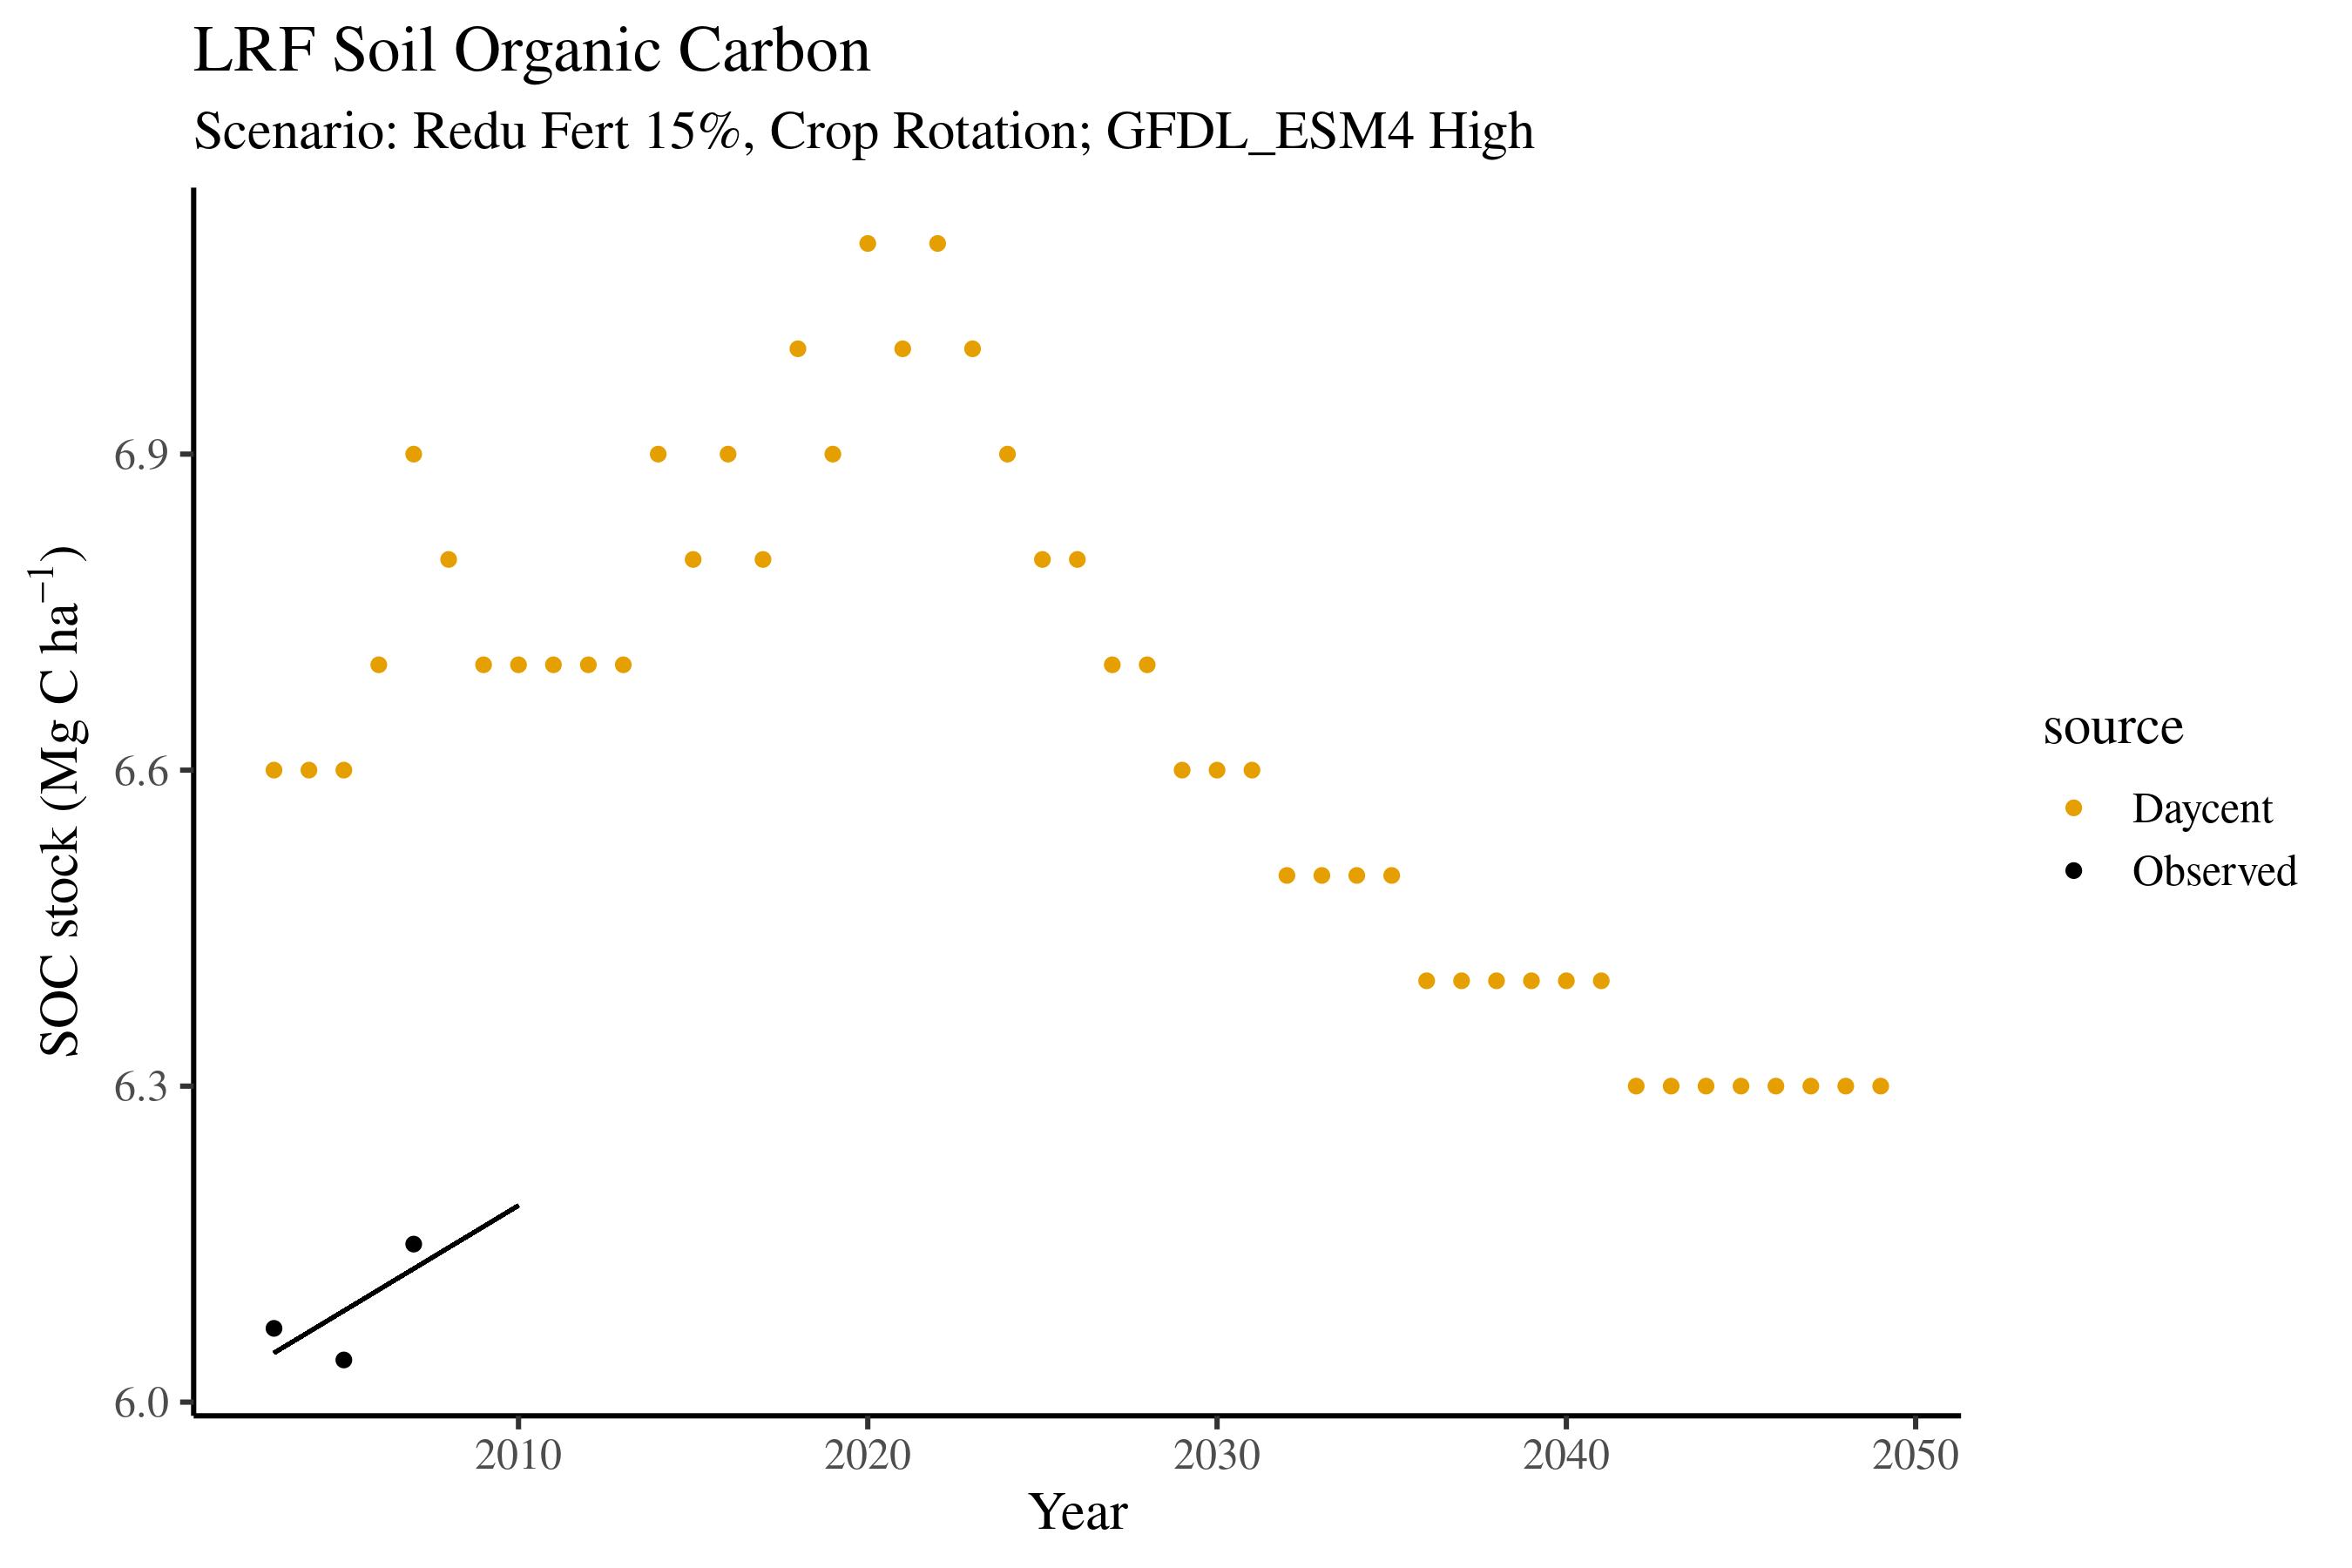 LRF Soil Organic Carbon
Scenario: Redu Fert 15%, Crop Rotation; GFDL_ESM4 High
SOC stock (Mg C ha⁻¹)
6.9
6.6
6.3
6.0
2010 2020 2030 2040 2050
Year
source
Daycent
Observed